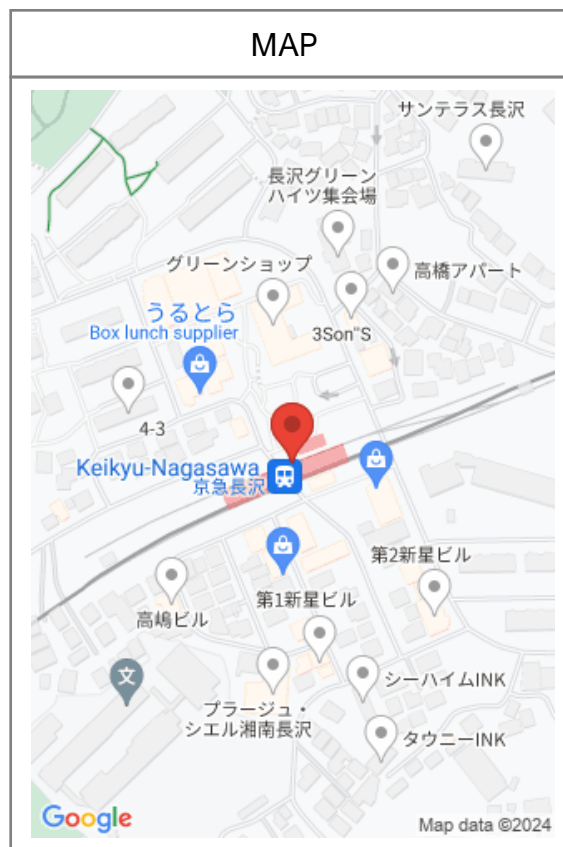 MAP
サンテラス長沢
長沢グリーン
ハイツ集会場
グリーンショップ
高橋アパート
うるとら
Box lunch supplier
3Son"S
4-3
Keikyu-Nagasawa
京急長沢
第2新星ビル
第1新星ビル
高嶋ビル
文
シーハイムINK
プラージュ・
シエル湘南長沢
タウニーINK
Google
Map data ©2024